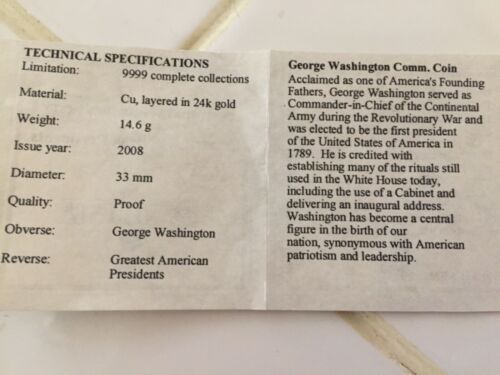 TECHNICAL SPECIFICATIONS
Limitation: 9999 complete collections
Material: Cu, layered in 24k gold
Weight: 14.6 g
Issue year: 2008
Diameter: 33 mm
Quality: Proof
Obverse: George Washington
Reverse: Greatest American
Presidents
George Washington Comm. Coin
Acclaimed as one of America's Founding
Fathers, George Washington served as
Commander-in-Chief of the Continental
Army during the Revolutionary War and
was elected to be the first president
of the United States of America in
1789. He is credited with
establishing many of the rituals still
used in the White House today,
including the use of a Cabinet and
delivering an inaugural address.
Washington has become a central
figure in the birth of our
nation, synonymous with American
patriotism and leadership.